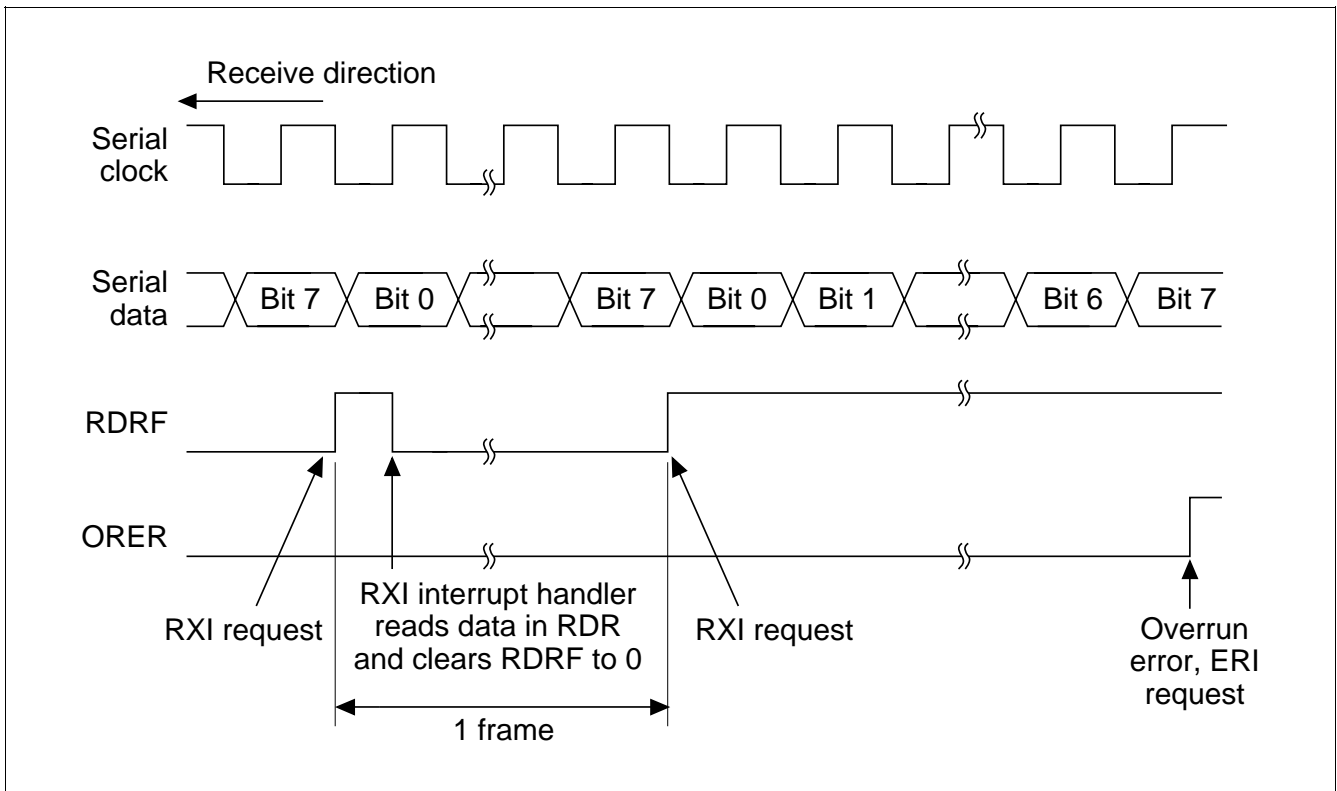 Receive direction
Serial
clock
Serial
data
Bit 7
Bit 0
Bit 7
Bit 0
Bit 1
Bit 6
Bit 7
RDRF
ORER
RXI request
RXI interrupt handler
reads data in RDR
and clears RDRF to 0
RXI request
Overrun
error, ERI
request
1 frame